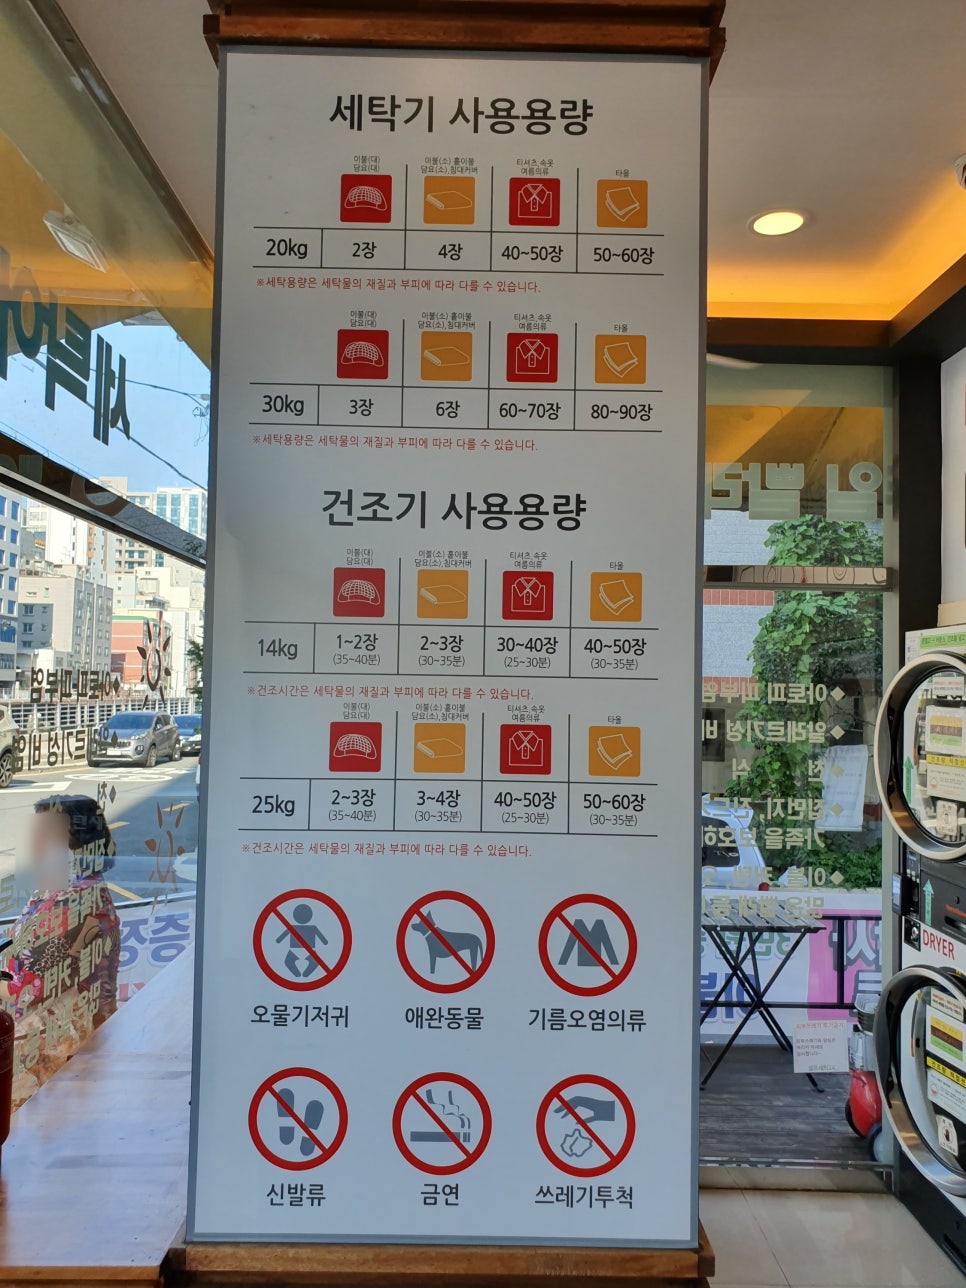 세탁기 사용용량
이불(대)
담요(대)
이불(소) 홑이불
담요(소),침대커버
티셔츠,속옷
여름의류
타올
20kg 2장 4장 40~50장 50~60장
※세탁용량은 세탁물의 재질과 부피에 따라 다를 수 있습니다.
이불(대)
담요(대)
이불(소) 홑이불
담요(소),침대커버
티셔츠,속옷
여름의류
타올
30kg 3장 6장 60~70장 80~90장
※세탁용량은 세탁물의 재질과 부피에 따라 다를 수 있습니다.
건조기 사용용량
이불(대)
담요(대)
이불(소) 홑이불
담요(소),침대커버
티셔츠,속옷
여름의류
타올
14kg 1~2장 2~3장 30~40장 40~50장
(35~40분) (30~35분) (25~30분) (30~35분)
※건조시간은 세탁물의 재질과 부피에 따라 다를 수 있습니다.
이불(대)
담요(대)
이불(소) 홑이불
담요(소),침대커버
티셔츠,속옷
여름의류
타올
25kg 2~3장 3~4장 40~50장 50~60장
(35~40분) (30~35분) (25~30분) (30~35분)
※건조시간은 세탁물의 재질과 부피에 따라 다를 수 있습니다.
오물기저귀 애완동물 기름오염의류
신발류 금연 쓰레기투척
DRYER
◆아토피 피부염